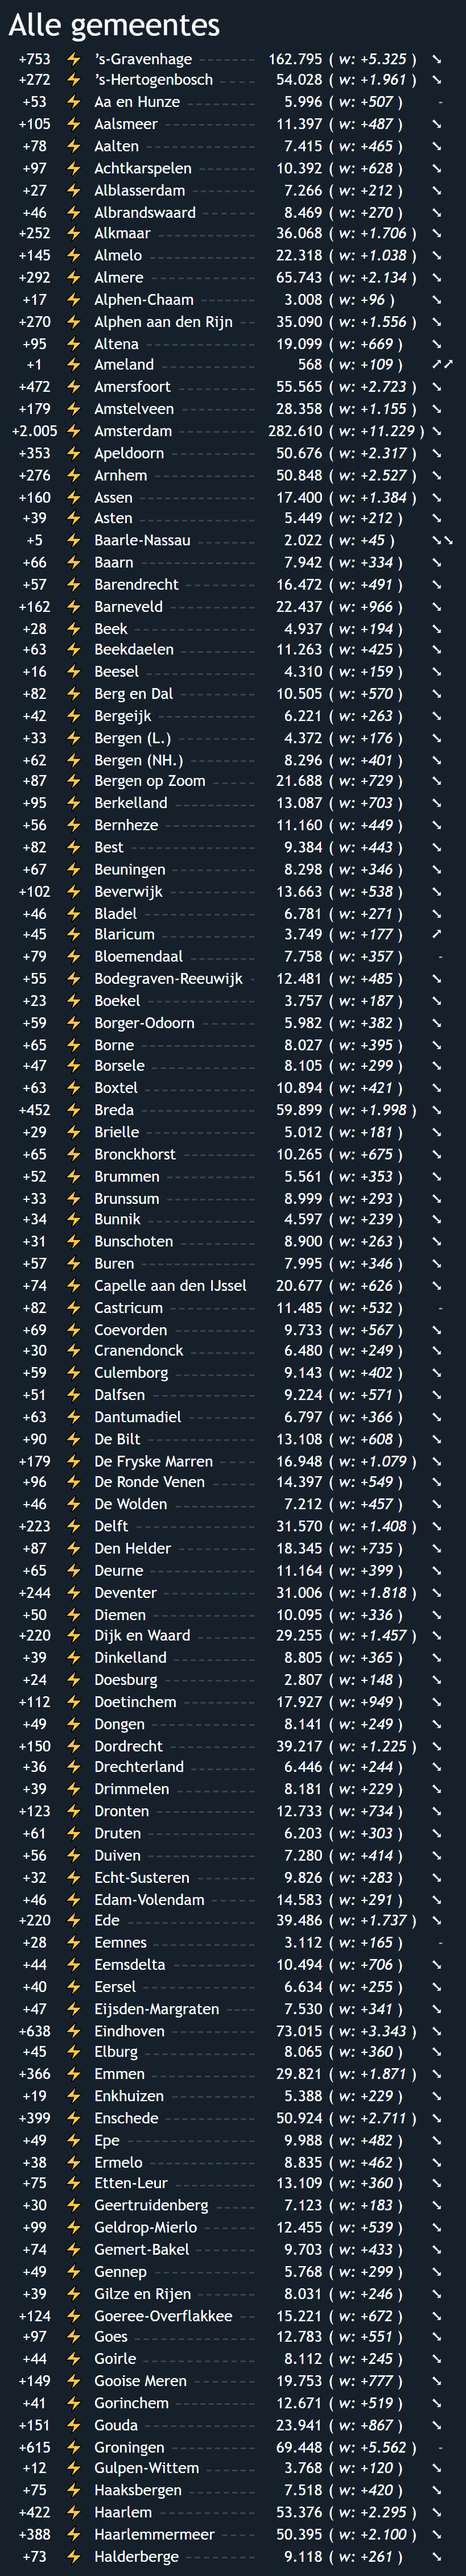 Alle gemeentes
+753 ⚡ ’s-Gravenhage 162.795 ( w: +5.325 ) ➘
+272 ⚡ ’s-Hertogenbosch 54.028 ( w: +1.961 ) ➘
+53 ⚡ Aa en Hunze 5.996 ( w: +507 ) -
+105 ⚡ Aalsmeer 11.397 ( w: +487 ) ➘
+78 ⚡ Aalten 7.415 ( w: +465 ) ➘
+97 ⚡ Achtkarspelen 10.392 ( w: +628 ) ➘
+27 ⚡ Alblasserdam 7.266 ( w: +212 ) ➘
+46 ⚡ Albrandswaard 8.469 ( w: +270 ) ➘
+252 ⚡ Alkmaar 36.068 ( w: +1.706 ) ➘
+145 ⚡ Almelo 22.318 ( w: +1.038 ) ➘
+292 ⚡ Almere 65.743 ( w: +2.134 ) ➘
+17 ⚡ Alphen-Chaam 3.008 ( w: +96 ) ➘
+270 ⚡ Alphen aan den Rijn 35.090 ( w: +1.556 ) ➘
+95 ⚡ Altena 19.099 ( w: +669 ) ➘
+1 ⚡ Ameland 568 ( w: +109 ) ➚➚
+472 ⚡ Amersfoort 55.565 ( w: +2.723 ) ➘
+179 ⚡ Amstelveen 28.358 ( w: +1.155 ) ➘
+2.005 ⚡ Amsterdam 282.610 ( w: +11.229 ) ➘
+353 ⚡ Apeldoorn 50.676 ( w: +2.317 ) ➘
+276 ⚡ Arnhem 50.848 ( w: +2.527 ) ➘
+160 ⚡ Assen 17.400 ( w: +1.384 ) ➘
+39 ⚡ Asten 5.449 ( w: +212 ) ➘
+5 ⚡ Baarle-Nassau 2.022 ( w: +45 ) ➘➘
+66 ⚡ Baarn 7.942 ( w: +334 ) ➘
+57 ⚡ Barendrecht 16.472 ( w: +491 ) ➘
+162 ⚡ Barneveld 22.437 ( w: +966 ) ➘
+28 ⚡ Beek 4.937 ( w: +194 ) ➘
+63 ⚡ Beekdaelen 11.263 ( w: +425 ) ➘
+16 ⚡ Beesel 4.310 ( w: +159 ) ➘
+82 ⚡ Berg en Dal 10.505 ( w: +570 ) ➘
+42 ⚡ Bergeijk 6.221 ( w: +263 ) ➘
+33 ⚡ Bergen (L.) 4.372 ( w: +176 ) ➘
+62 ⚡ Bergen (NH.) 8.296 ( w: +401 ) ➘
+87 ⚡ Bergen op Zoom 21.688 ( w: +729 ) ➘
+95 ⚡ Berkelland 13.087 ( w: +703 ) ➘
+56 ⚡ Bernheze 11.160 ( w: +449 ) ➘
+82 ⚡ Best 9.384 ( w: +443 ) ➘
+67 ⚡ Beuningen 8.298 ( w: +346 ) ➘
+102 ⚡ Beverwijk 13.663 ( w: +538 ) ➘
+46 ⚡ Bladel 6.781 ( w: +271 ) ➘
+45 ⚡ Blaricum 3.749 ( w: +177 ) ➚
+79 ⚡ Bloemendaal 7.758 ( w: +357 ) -
+55 ⚡ Bodegraven-Reeuwijk 12.481 ( w: +485 ) ➘
+23 ⚡ Boekel 3.757 ( w: +187 ) ➘
+59 ⚡ Borger-Odoorn 5.982 ( w: +382 ) ➘
+65 ⚡ Borne 8.027 ( w: +395 ) ➘
+47 ⚡ Borsele 8.105 ( w: +299 ) ➘
+63 ⚡ Boxtel 10.894 ( w: +421 ) ➘
+452 ⚡ Breda 59.899 ( w: +1.998 ) ➘
+29 ⚡ Brielle 5.012 ( w: +181 ) ➘
+65 ⚡ Bronckhorst 10.265 ( w: +675 ) ➘
+52 ⚡ Brummen 5.561 ( w: +353 ) ➘
+33 ⚡ Brunssum 8.999 ( w: +293 ) ➘
+34 ⚡ Bunnik 4.597 ( w: +239 ) ➘
+31 ⚡ Bunschoten 8.900 ( w: +263 ) ➘
+57 ⚡ Buren 7.995 ( w: +346 ) ➘
+74 ⚡ Capelle aan den IJssel 20.677 ( w: +626 ) ➘
+82 ⚡ Castricum 11.485 ( w: +532 ) -
+69 ⚡ Coevorden 9.733 ( w: +567 ) ➘
+30 ⚡ Cranendonck 6.480 ( w: +249 ) ➘
+59 ⚡ Culemborg 9.143 ( w: +402 ) ➘
+51 ⚡ Dalfsen 9.224 ( w: +571 ) ➘
+63 ⚡ Dantumadiel 6.797 ( w: +366 ) ➘
+90 ⚡ De Bilt 13.108 ( w: +608 ) ➘
+179 ⚡ De Fryske Marren 16.948 ( w: +1.079 ) ➘
+96 ⚡ De Ronde Venen 14.397 ( w: +549 ) ➘
+46 ⚡ De Wolden 7.212 ( w: +457 ) ➘
+223 ⚡ Delft 31.570 ( w: +1.408 ) ➘
+87 ⚡ Den Helder 18.345 ( w: +735 ) ➘
+65 ⚡ Deurne 11.164 ( w: +399 ) ➘
+244 ⚡ Deventer 31.006 ( w: +1.818 ) ➘
+50 ⚡ Diemen 10.095 ( w: +336 ) ➘
+220 ⚡ Dijk en Waard 29.255 ( w: +1.457 ) ➘
+39 ⚡ Dinkelland 8.805 ( w: +365 ) ➘
+24 ⚡ Doesburg 2.807 ( w: +148 ) ➘
+112 ⚡ Doetinchem 17.927 ( w: +949 ) ➘
+49 ⚡ Dongen 8.141 ( w: +249 ) ➘
+150 ⚡ Dordrecht 39.217 ( w: +1.225 ) ➘
+36 ⚡ Drechterland 6.446 ( w: +244 ) ➘
+39 ⚡ Drimmelen 8.181 ( w: +229 ) ➘
+123 ⚡ Dronten 12.733 ( w: +734 ) ➘
+61 ⚡ Druten 6.203 ( w: +303 ) ➘
+56 ⚡ Duiven 7.280 ( w: +414 ) ➘
+32 ⚡ Echt-Susteren 9.826 ( w: +283 ) ➘
+46 ⚡ Edam-Volendam 14.583 ( w: +291 ) ➘
+220 ⚡ Ede 39.486 ( w: +1.737 ) ➘
+28 ⚡ Eemnes 3.112 ( w: +165 ) -
+44 ⚡ Eemsdelta 10.494 ( w: +706 ) ➘
+40 ⚡ Eersel 6.634 ( w: +255 ) ➘
+47 ⚡ Eijsden-Margraten 7.530 ( w: +341 ) ➘
+638 ⚡ Eindhoven 73.015 ( w: +3.343 ) ➘
+45 ⚡ Elburg 8.065 ( w: +360 ) ➘
+366 ⚡ Emmen 29.821 ( w: +1.871 ) ➘
+19 ⚡ Enkhuizen 5.388 ( w: +229 ) ➘
+399 ⚡ Enschede 50.924 ( w: +2.711 ) ➘
+49 ⚡ Epe 9.988 ( w: +482 ) ➘
+38 ⚡ Ermelo 8.835 ( w: +462 ) ➘
+75 ⚡ Etten-Leur 13.109 ( w: +360 ) ➘
+30 ⚡ Geertruidenberg 7.123 ( w: +183 ) ➘
+99 ⚡ Geldrop-Mierlo 12.455 ( w: +539 ) ➘
+74 ⚡ Gemert-Bakel 9.703 ( w: +433 ) ➘
+49 ⚡ Gennep 5.768 ( w: +299 ) ➘
+39 ⚡ Gilze en Rijen 8.031 ( w: +246 ) ➘
+124 ⚡ Goeree-Overflakkee 15.221 ( w: +672 ) ➘
+97 ⚡ Goes 12.783 ( w: +551 ) ➘
+44 ⚡ Goirle 8.112 ( w: +245 ) ➘
+149 ⚡ Gooise Meren 19.753 ( w: +777 ) ➘
+41 ⚡ Gorinchem 12.671 ( w: +519 ) ➘
+151 ⚡ Gouda 23.941 ( w: +867 ) ➘
+615 ⚡ Groningen 69.448 ( w: +5.562 ) -
+12 ⚡ Gulpen-Wittem 3.768 ( w: +120 ) ➘
+75 ⚡ Haaksbergen 7.518 ( w: +420 ) ➘
+422 ⚡ Haarlem 53.376 ( w: +2.295 ) ➘
+388 ⚡ Haarlemmermeer 50.395 ( w: +2.100 ) ➘
+73 ⚡ Halderberge 9.118 ( w: +261 ) ➘